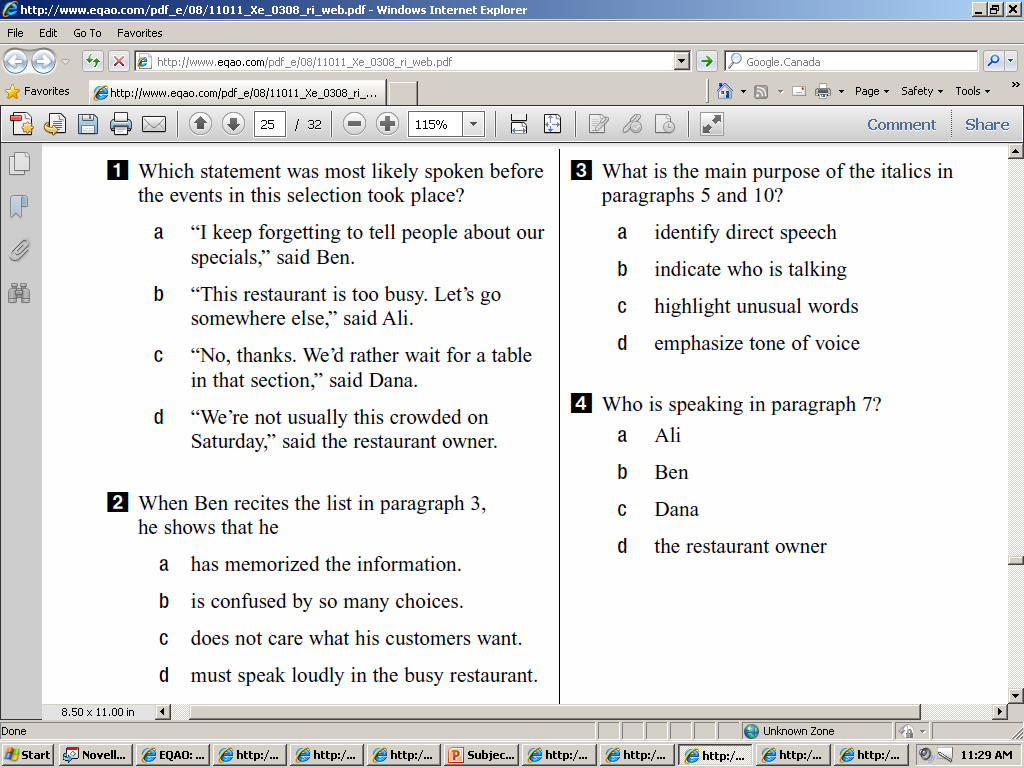 http://www.eqao.com/pdf_e/08/11011_Xe_0308_ri_web.pdf - Windows Internet Explorer
File Edit Go To Favorites
http://www.eqao.com/pdf_e/08/11011_Xe_0308_ri_web.pdf
Google.Canada
Favorites
http://www.eqao.com/pdf_e/08/11011_Xe_0308_ri_...
Page Safety Tools
25 / 32
115%
Comment
Share
1 Which statement was most likely spoken before
the events in this selection took place?
a “I keep forgetting to tell people about our
specials,” said Ben.
b “This restaurant is too busy. Let’s go
somewhere else,” said Ali.
c “No, thanks. We’d rather wait for a table
in that section,” said Dana.
d “We’re not usually this crowded on
Saturday,” said the restaurant owner.
2 When Ben recites the list in paragraph 3,
he shows that he
a has memorized the information.
b is confused by so many choices.
c does not care what his customers want.
d must speak loudly in the busy restaurant.
3 What is the main purpose of the italics in
paragraphs 5 and 10?
a identify direct speech
b indicate who is talking
c highlight unusual words
d emphasize tone of voice
4 Who is speaking in paragraph 7?
a Ali
b Ben
c Dana
d the restaurant owner
8.50 x 11.00 in
Done
Unknown Zone
Start
Novell...
EQAO: ...
http:/...
http:/...
http:/...
Subjec...
http:/...
http:/...
http:/...
http:/...
http:/...
11:29 AM